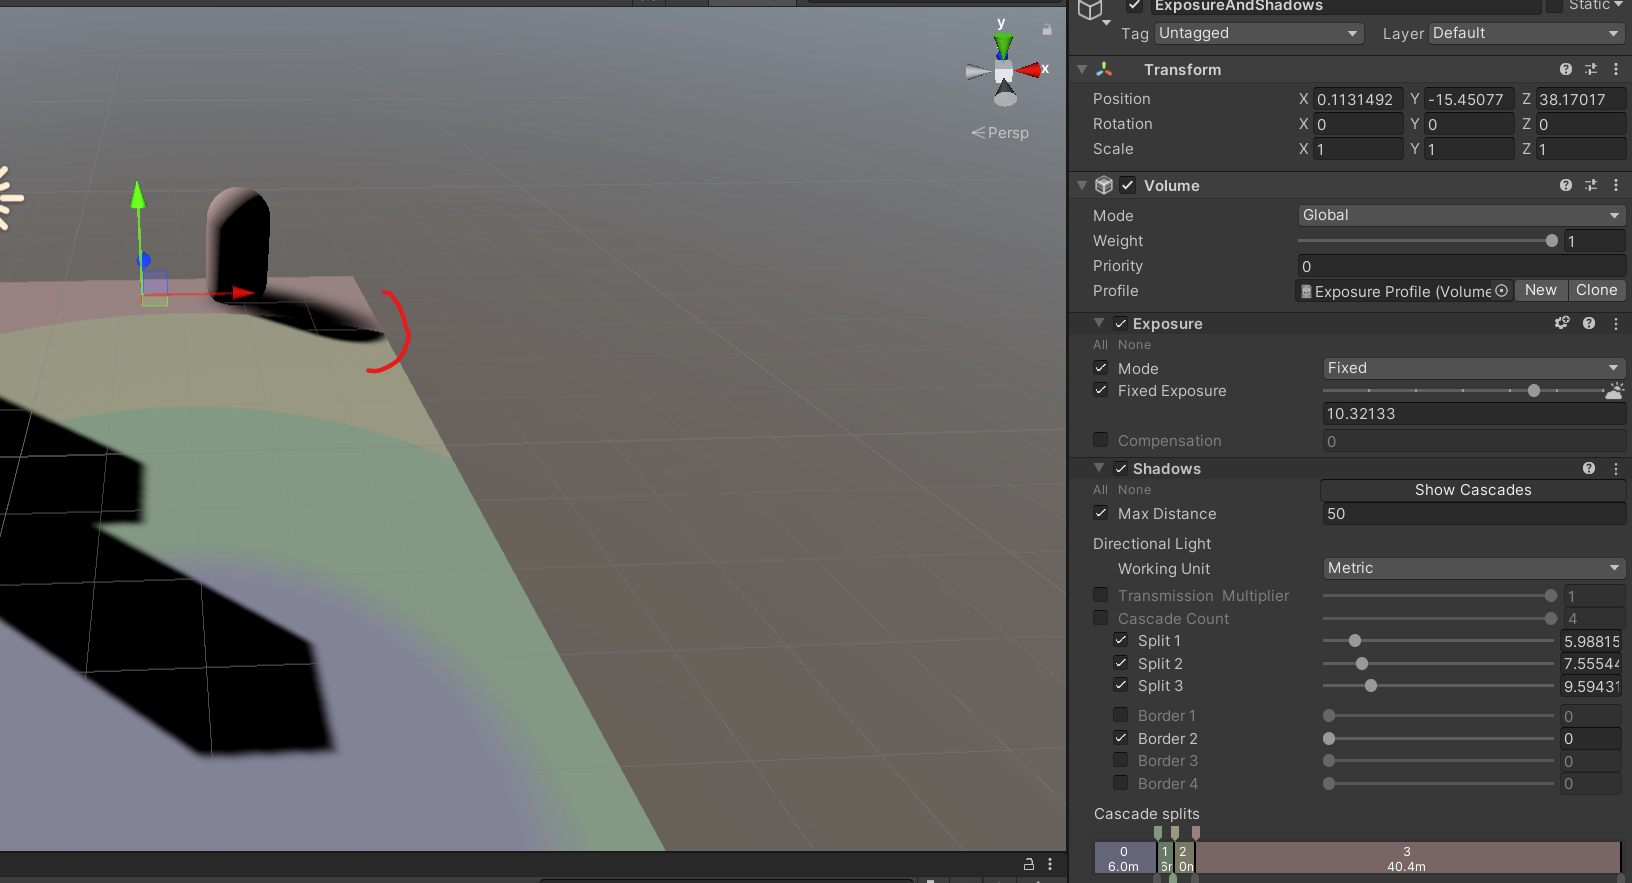 ExposureAndShadows Static
y
x
Persp
Tag Untagged Layer Default
Transform
Position X 0.1131492 Y -15.45077 Z 38.17017
Rotation X 0 Y 0 Z 0
Scale X 1 Y 1 Z 1
Volume
Mode Global
Weight 1
Priority 0
Profile Exposure Profile (Volume New Clone
Exposure
All None
Mode Fixed
Fixed Exposure
10.32133
Compensation 0
Shadows
All None Show Cascades
Max Distance 50
Directional Light
Working Unit Metric
Transmission Multiplier 1
Cascade Count 4
Split 1 5.98815
Split 2 7.55544
Split 3 9.59431
Border 1 0
Border 2 0
Border 3 0
Border 4 0
Cascade splits
0 1 2 3
6.0m 6m 0m 40.4m